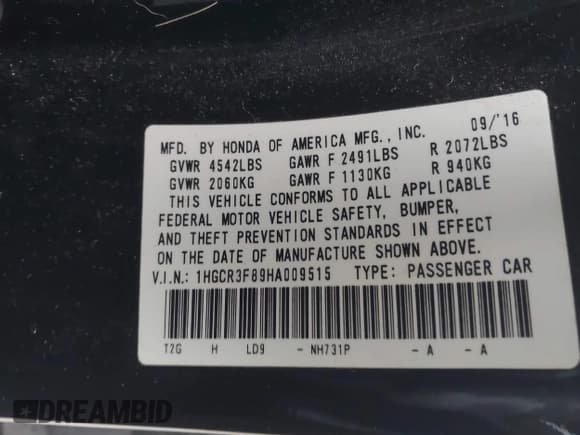 MFD. BY HONDA OF AMERICA MFG., INC. 09/'16
GVWR 4542LBS GAWR F 2491LBS R 2072LBS
GVWR 2060KG GAWR F 1130KG R 940KG
THIS VEHICLE CONFORMS TO ALL APPLICABLE
FEDERAL MOTOR VEHICLE SAFETY, BUMPER,
AND THEFT PREVENTION STANDARDS IN EFFECT
ON THE DATE OF MANUFACTURE SHOWN ABOVE.
V.I.N.: 1HGCR3F89HA009515 TYPE: PASSENGER CAR
T2G H LD9 - NH731P - A - A
DREAMBID